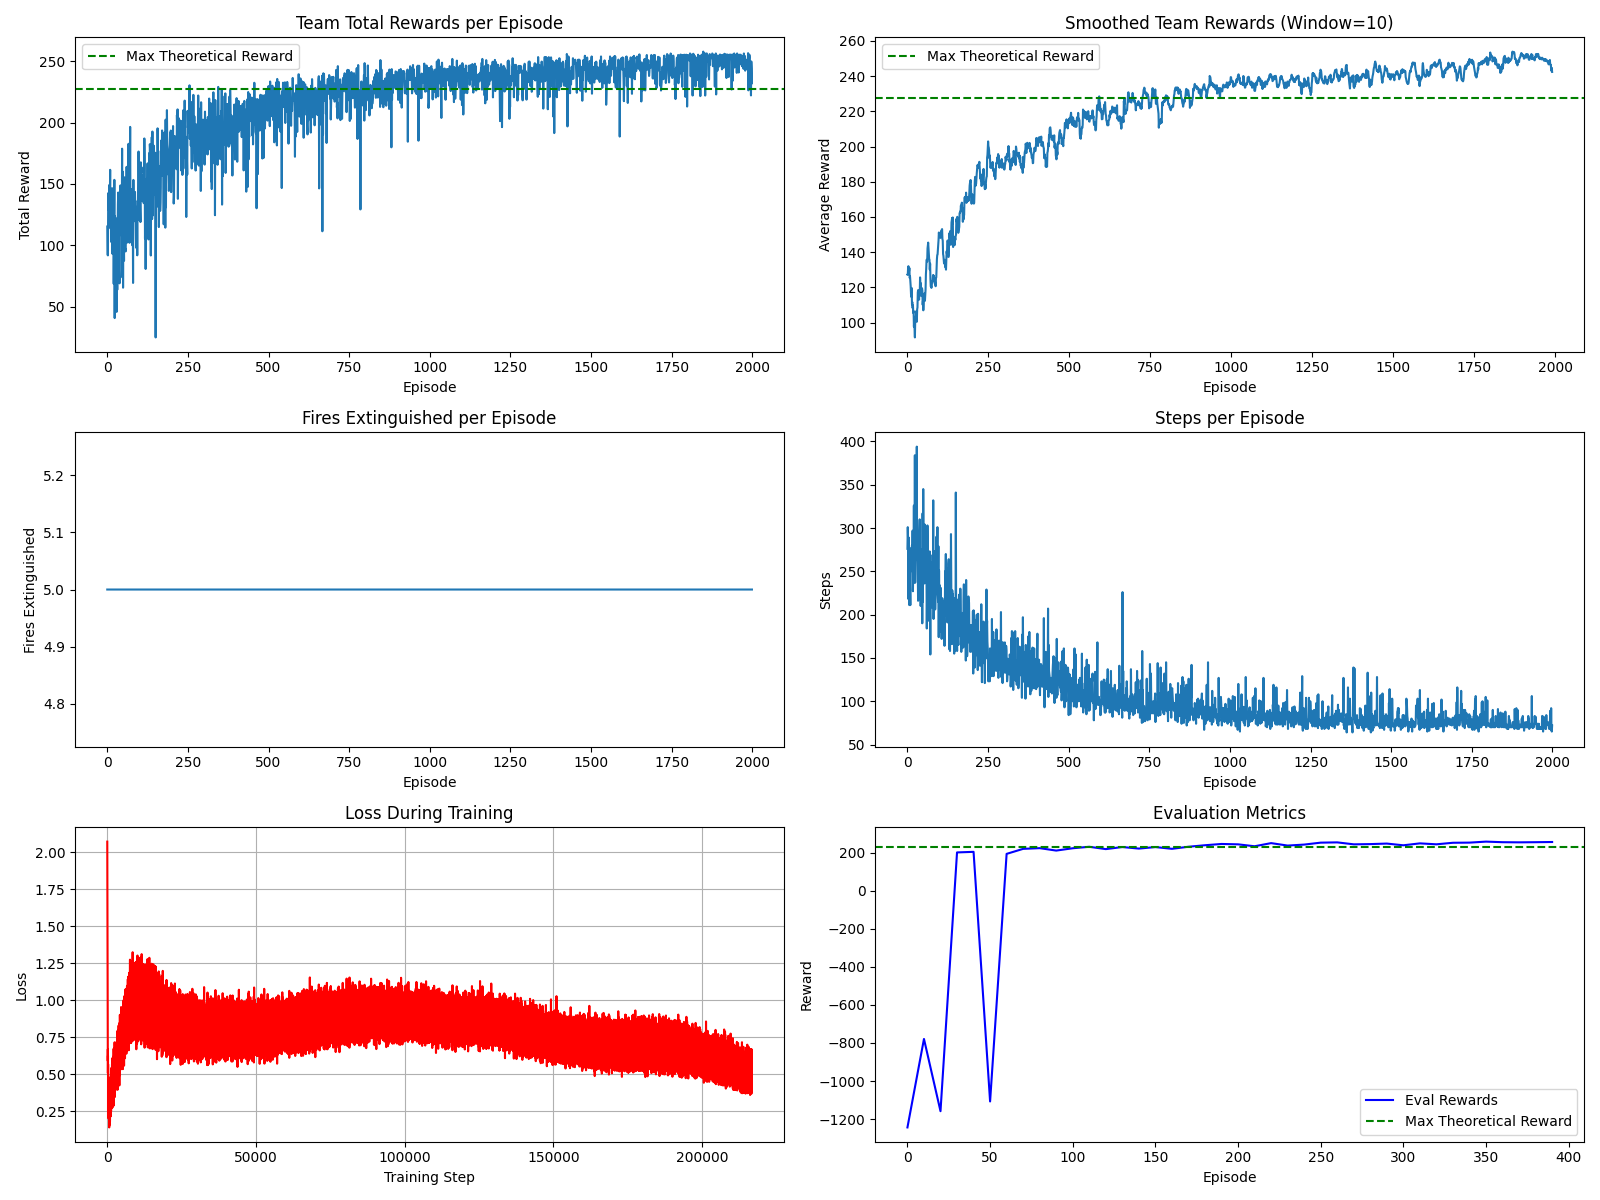 Team Total Rewards per Episode
Max Theoretical Reward
Total Reward
250
200
150
100
50
0 250 500 750 1000 1250 1500 1750 2000
Episode
Smoothed Team Rewards (Window=10)
Max Theoretical Reward
Average Reward
260
240
220
200
180
160
140
120
100
0 250 500 750 1000 1250 1500 1750 2000
Episode
Fires Extinguished per Episode
Fires Extinguished
5.2
5.1
5.0
4.9
4.8
0 250 500 750 1000 1250 1500 1750 2000
Episode
Steps per Episode
Steps
400
350
300
250
200
150
100
50
0 250 500 750 1000 1250 1500 1750 2000
Episode
Loss During Training
Loss
2.00
1.75
1.50
1.25
1.00
0.75
0.50
0.25
0 50000 100000 150000 200000
Training Step
Evaluation Metrics
Reward
200
0
−200
−400
−600
−800
−1000
−1200
Eval Rewards
Max Theoretical Reward
0 50 100 150 200 250 300 350 400
Episode